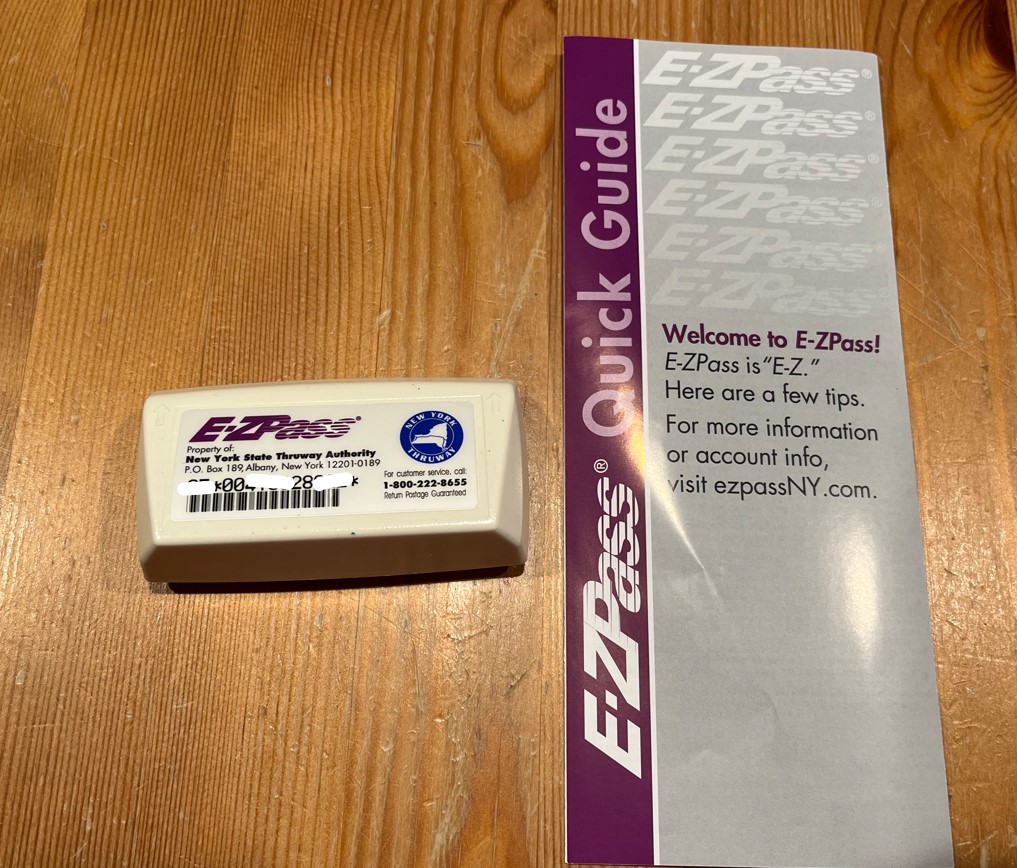 E-ZPass®
Property of:
New York State Thruway Authority
P.O. Box 189, Albany, New York 12201-0189
NEW YORK
THRUWAY
For customer service, call:
1-800-222-8655
Return Postage Guaranteed
E-ZPass® Quick Guide
E-ZPass®
E-ZPass®
E-ZPass®
E-ZPass®
E-ZPass
E-ZPass
Welcome to E-ZPass!
E-ZPass is “E-Z.”
Here are a few tips.
For more information
or account info,
visit ezpassNY.com.